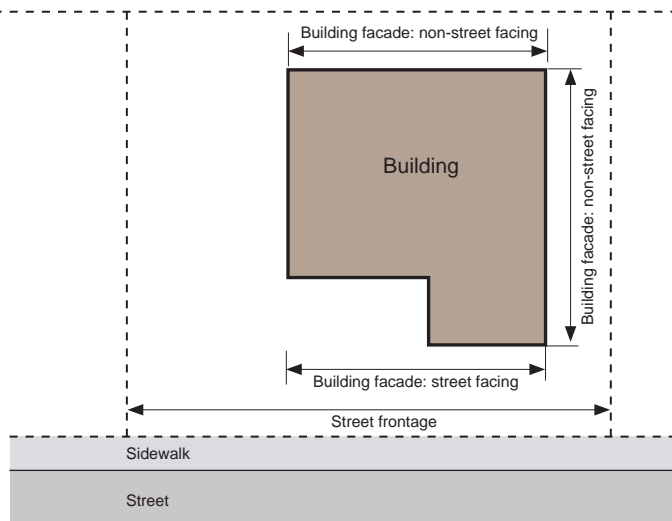 Building facade: non-street facing
Building
Building facade: non-street facing
Building facade: street facing
Street frontage
Sidewalk
Street